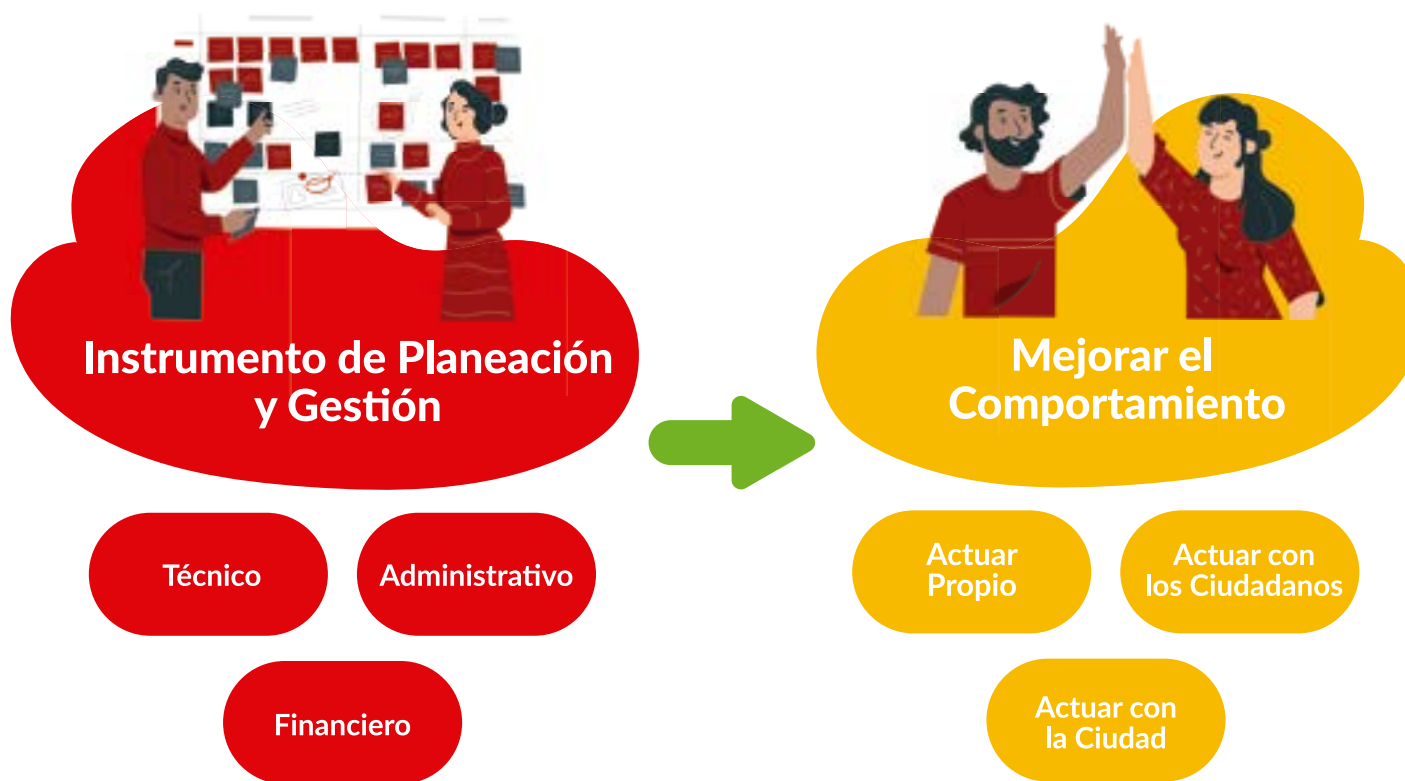 Instrumento de Planeación
y Gestión
Técnico
Administrativo
Financiero
Mejorar el
Comportamiento
Actuar
Propio
Actuar con
los Ciudadanos
Actuar con
la Ciudad